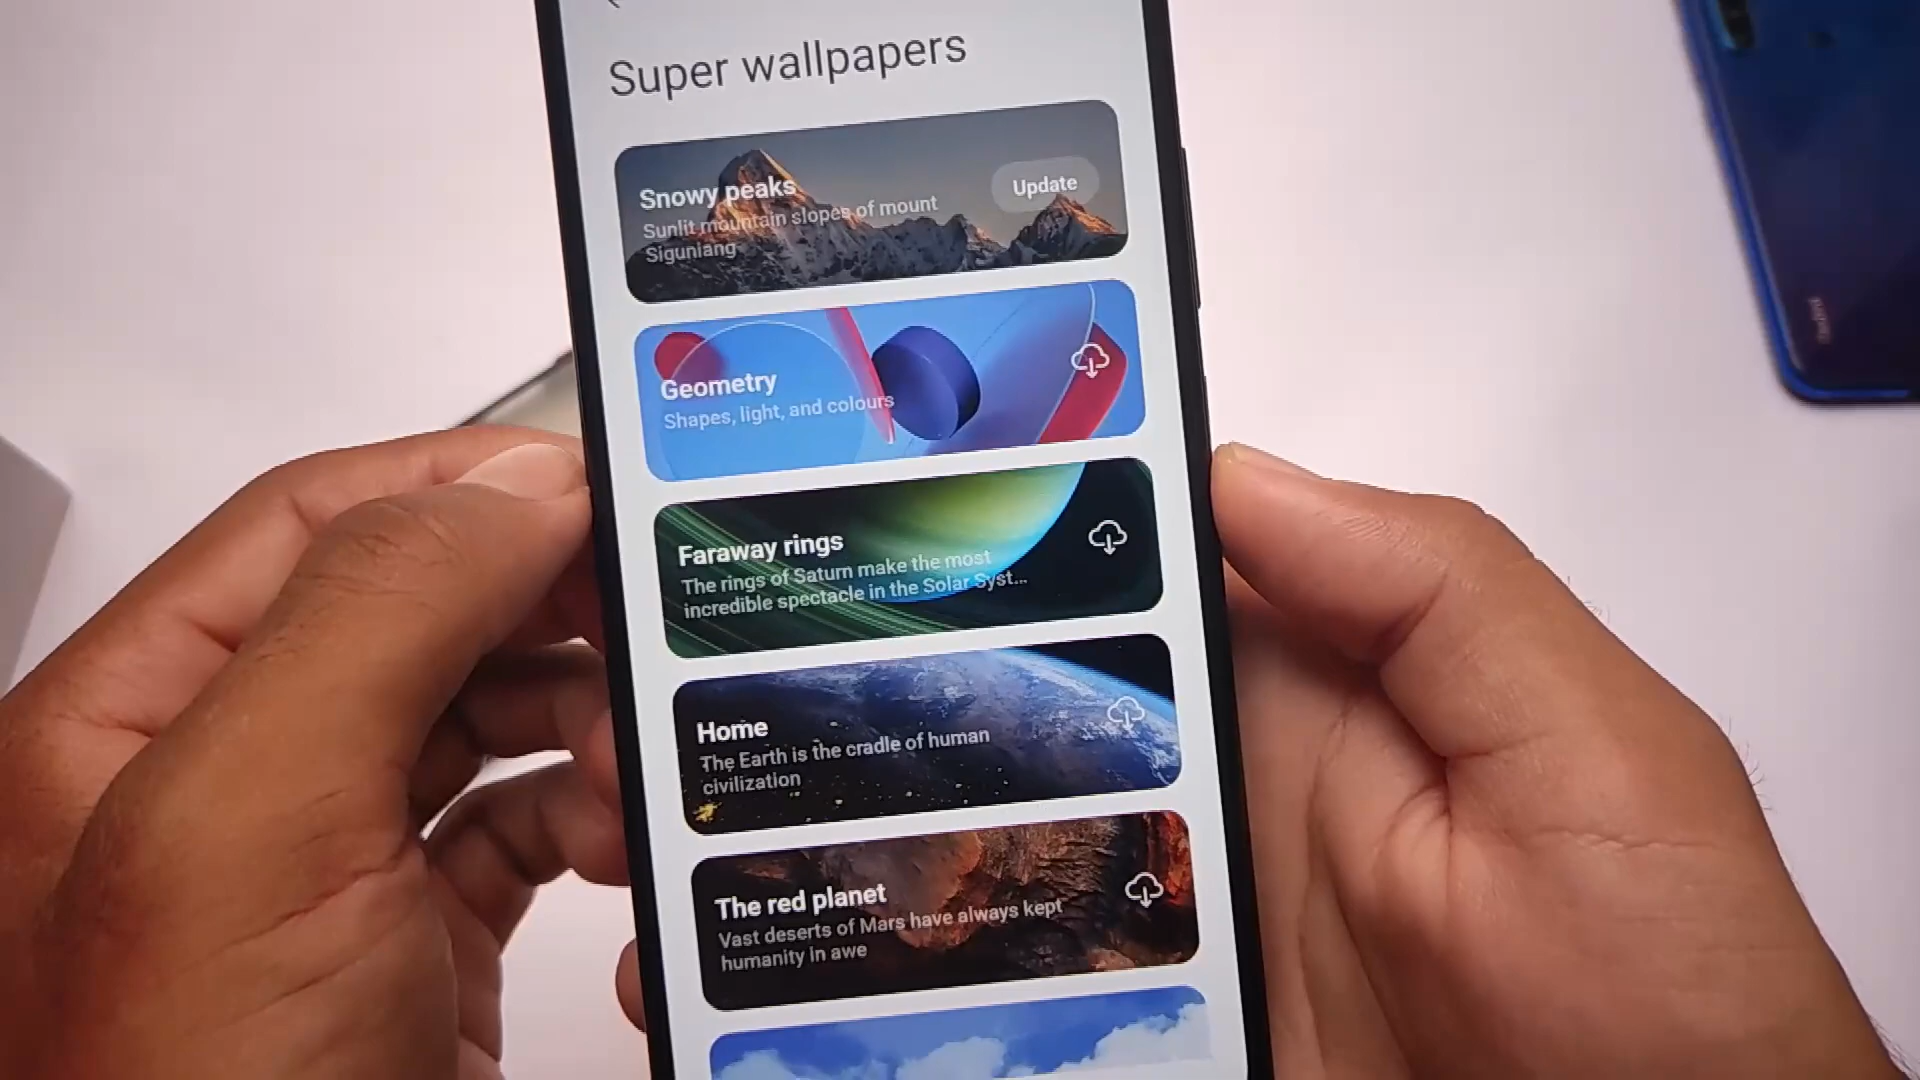 Super wallpapers
Snowy peaks
Sunlit mountain slopes of mount
Siguniang
Update
Geometry
Shapes, light, and colours
Faraway rings
The rings of Saturn make the most
incredible spectacle in the Solar Syst...
Home
The Earth is the cradle of human
civilization
The red planet
Vast deserts of Mars have always kept
humanity in awe